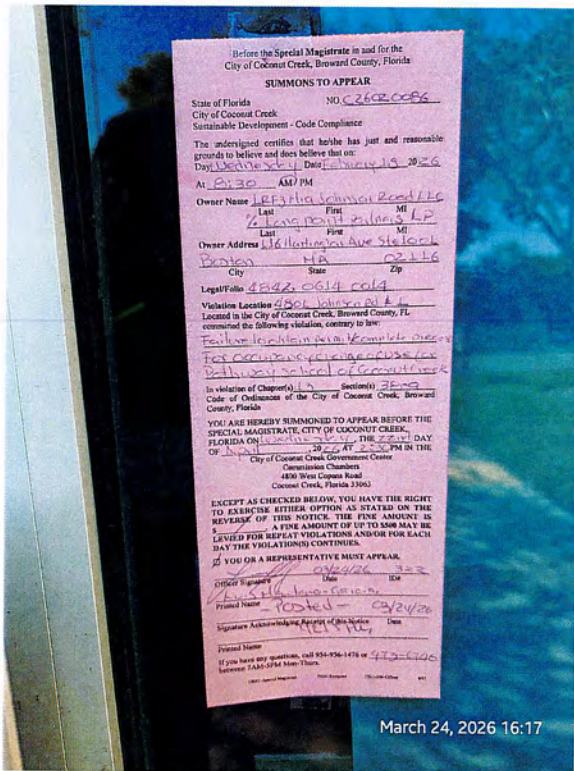 Before the Special Magistrate in and for the
City of Coconut Creek, Broward County, Florida
SUMMONS TO APPEAR
State of Florida NO. C26020086
City of Coconut Creek
Sustainable Development - Code Compliance
The undersigned certifies that he/she has just and reasonable
grounds to believe and does believe that on:
Day Wednesday Date February 2026
At 8:30 AM/PM
Owner Name Johnson Road LLC
Last First MI
% Longpoint LP
Last First MI
Owner Address 116 Huntington Ave Ste
Boston MA 02116
City State Zip
Legal/Folio 4842 0614 0014
Violation Location Johnson Rd
Located in the City of Coconut Creek, Broward County, FL
committed the following violation, contrary to law:
Failure to obtain permit/complete process
For occupancy change of use for
Pathway School of Coconut Creek
In violation of Chapter(s) Section(s)
Code of Ordinances of the City of Coconut Creek, Broward
County, Florida
YOU ARE HEREBY SUMMONED TO APPEAR BEFORE THE
SPECIAL MAGISTRATE, CITY OF COCONUT CREEK,
FLORIDA ON Wednesday, THE 22nd DAY
OF April, 2026 AT PM IN THE
City of Coconut Creek Government Center
Commission Chambers
4800 West Copans Road
Coconut Creek, Florida 33063
EXCEPT AS CHECKED BELOW, YOU HAVE THE RIGHT
TO EXERCISE EITHER OPTION AS STATED ON THE
REVERSE OF THIS NOTICE. THE FINE AMOUNT IS
$ . A FINE AMOUNT OF UP TO $500 MAY BE
LEVIED FOR REPEAT VIOLATIONS AND/OR FOR EACH
DAY THE VIOLATION(S) CONTINUES.
YOU OR A REPRESENTATIVE MUST APPEAR.
03/24/26 322
Officer Signature Date ID#
Printed Name - Posted - 03/24/26
Signature Acknowledging Receipt of this Notice Date
Printed Name
If you have any questions, call 954-956-1476 or
between 7AM-5PM Mon-Thurs.
March 24, 2026 16:17